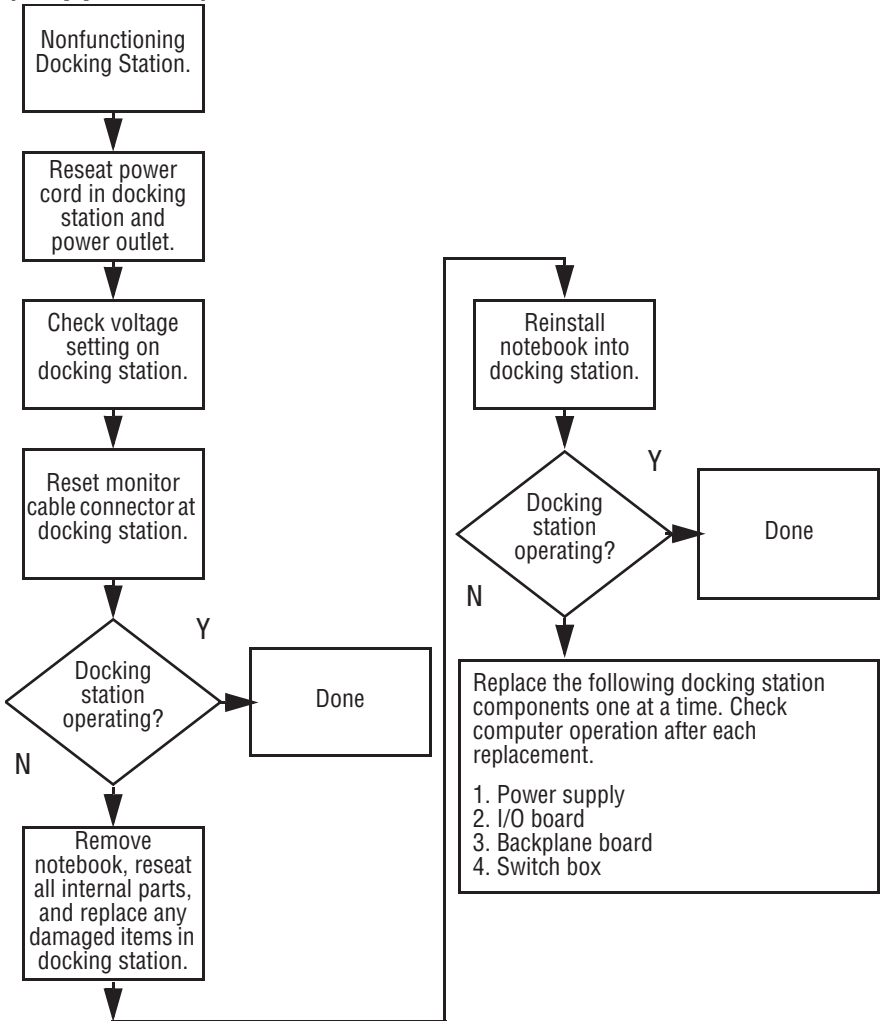 Nonfunctioning
Docking Station.
Reseat power
cord in docking
station and
power outlet.
Check voltage
setting on
docking station.
Reset monitor
cable connector at
docking station.
Docking
station
operating?
Y
Done
N
Remove
notebook, reseat
all internal parts,
and replace any
damaged items in
docking station.
Reinstall
notebook into
docking station.
Docking
station
operating?
Y
Done
N
Replace the following docking station
components one at a time. Check
computer operation after each
replacement.
1. Power supply
2. I/O board
3. Backplane board
4. Switch box